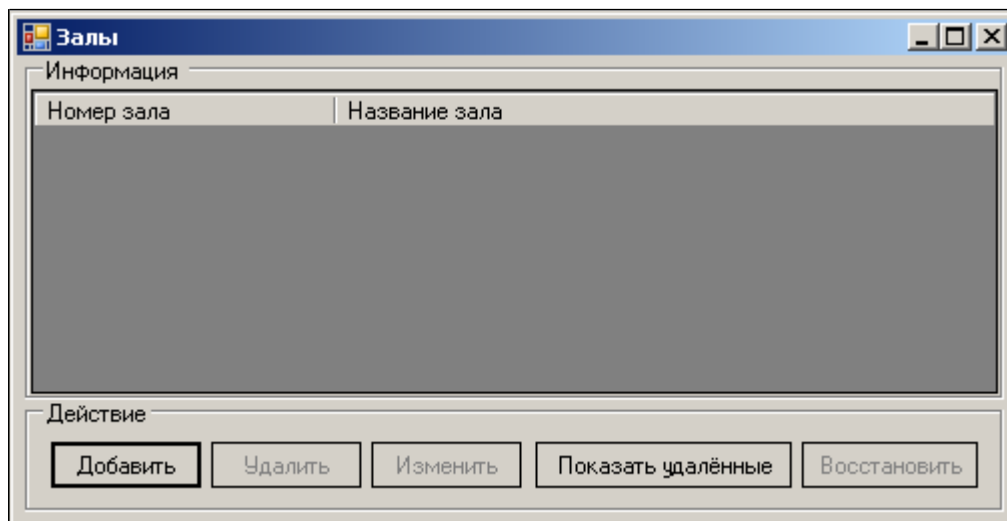 Залы
Информация
Номер зала Название зала
Действие
Добавить Удалить Изменить Показать удалённые Восстановить